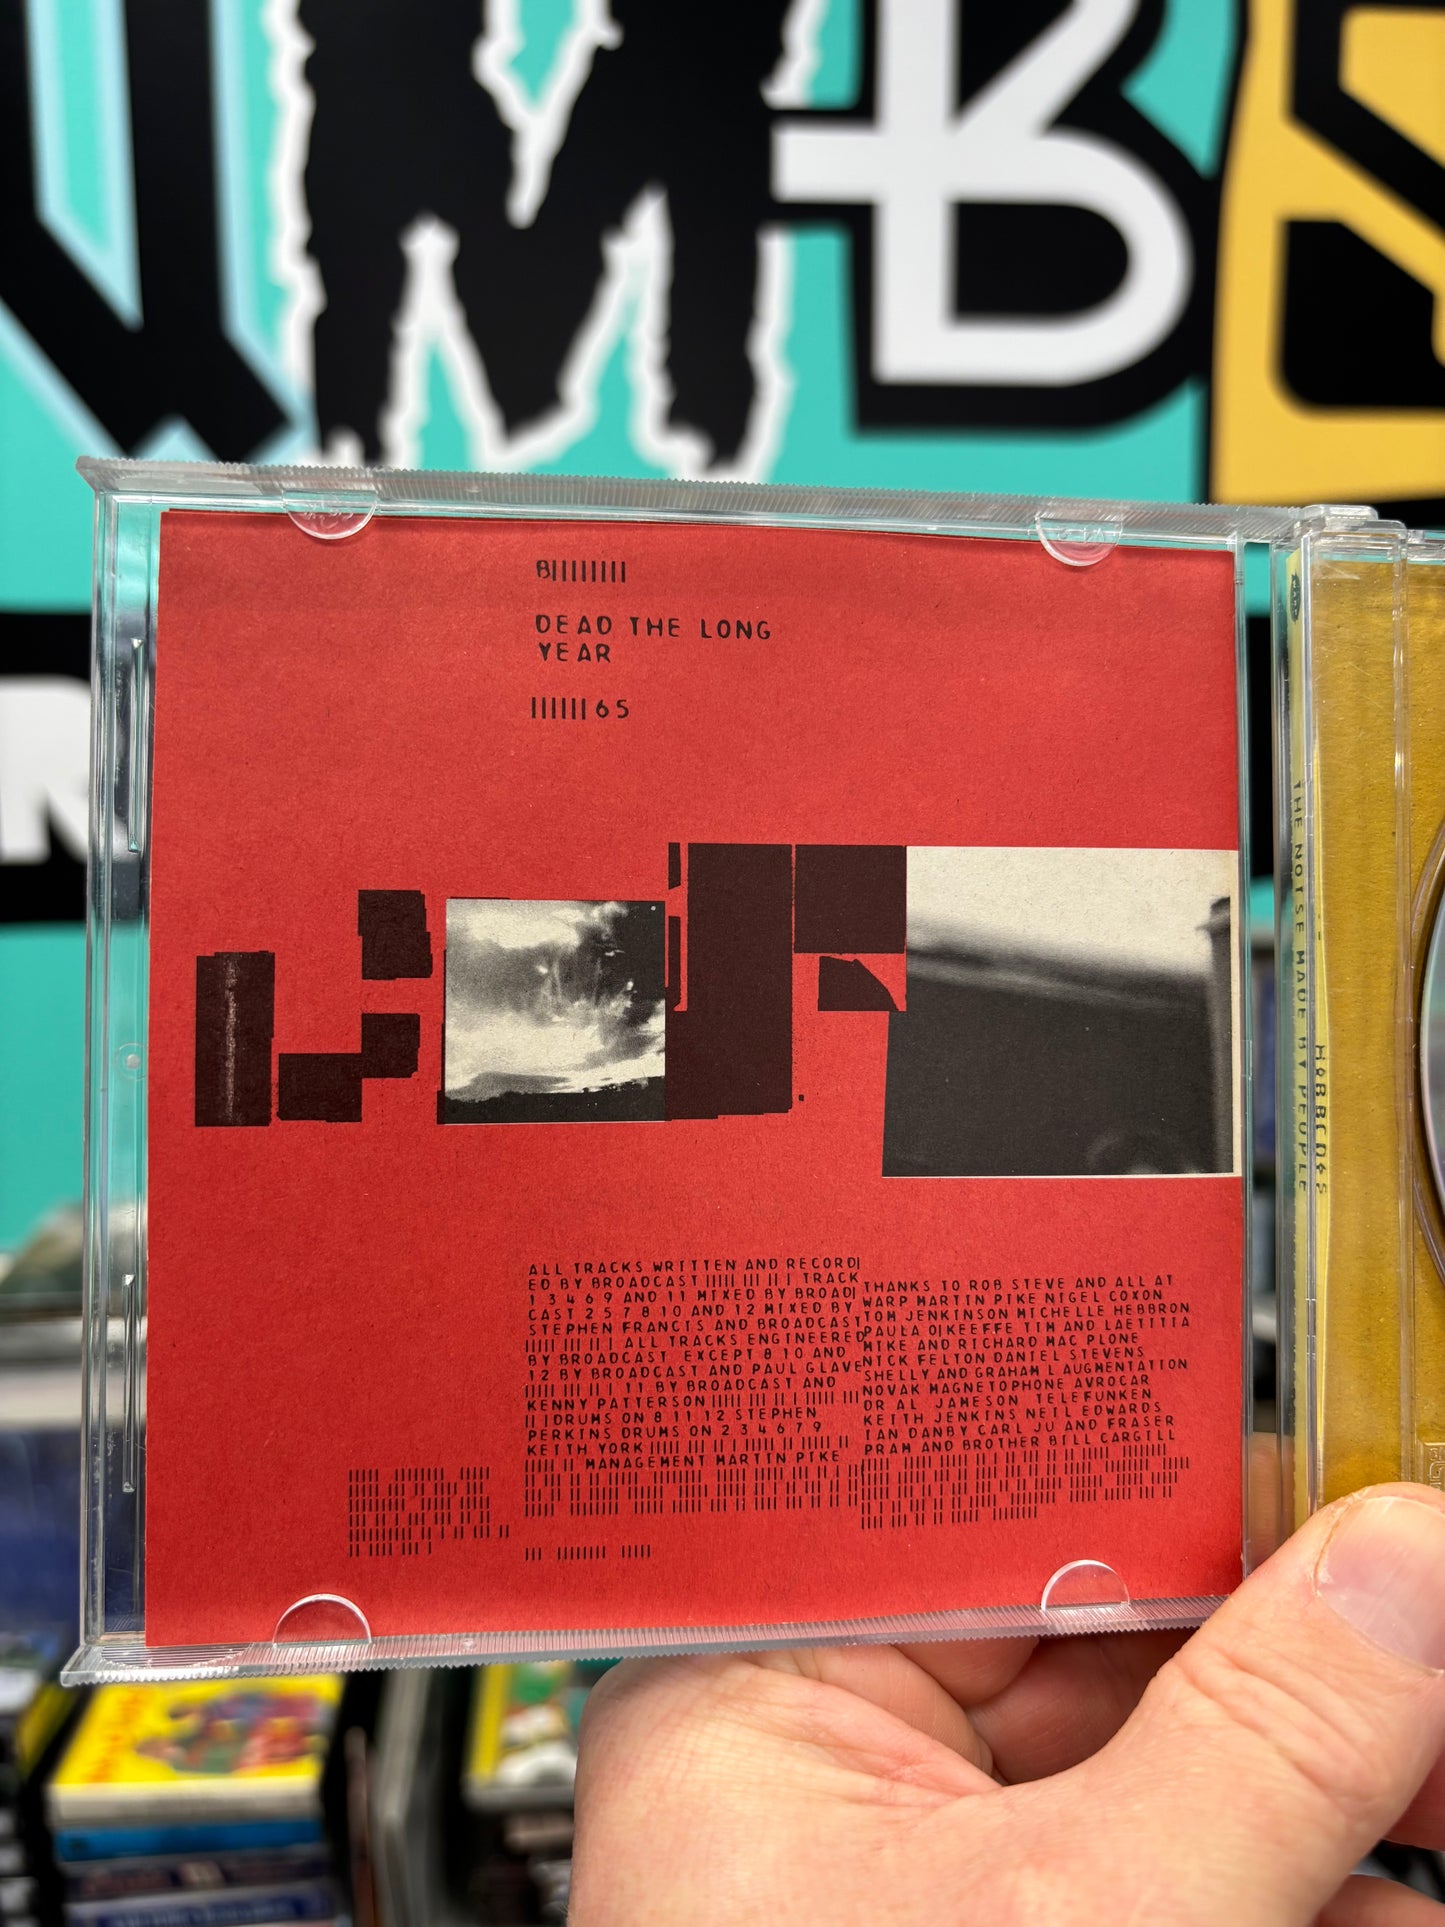 MB
R
B||||||||
DEAD THE LONG
YEAR
||||||65
ALL TRACKS WRITTEN AND RECORD|
ED BY BROADCAST ||||| ||| || | TRACK
1 3 4 6 9 AND 11 MIXED BY BROAD|
CAST 2 5 7 8 10 AND 12 MIXED BY
STEPHEN FRANCIS AND BROADCAST
||||| ||| || | ALL TRACKS ENGINEERED
BY BROADCAST EXCEPT 8 10 AND
12 BY BROADCAST AND PAUL GLAVE
||||| ||| || | 11 BY BROADCAST AND
KENNY PATTERSON ||||| ||| || | ||||| |||
|| |DRUMS ON 8 11 12 STEPHEN
PERKINS DRUMS ON 2 3 4 6 7 9
KEITH YORK ||||| ||| || | ||||| || ||||| ||
||||| || MANAGEMENT MARTIN PIKE
THANKS TO ROB STEVE AND ALL AT
WARP MARTIN PIKE NIGEL COXON
TOM JENKINSON MICHELLE HEBBRON
PAULA O|KEEFFE TIM AND LAETITIA
MIKE AND RICHARD MAC PLONE
NICK FELTON DANIEL STEVENS
SHELLY AND GRAHAM L AUGMENTATION
NOVAK MAGNETOPHONE AVROCAR
DR AL JAMESON TELEFUNKEN
KEITH JENKINS NEIL EDWARDS
IAN DANBY CARL JU AND FRASER
PRAM AND BROTHER BILL CARGILL
THE NOISE MADE BY PEOPLE
WARPCD65